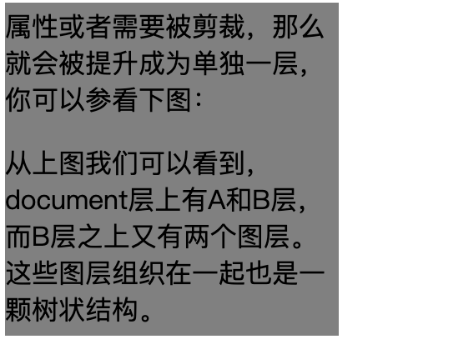 属性或者需要被剪裁，那么
就会被提升成为单独一层，
你可以参看下图：
从上图我们可以看到，
document层上有A和B层，
而B层之上又有两个图层。
这些图层组织在一起也是一
颗树状结构。